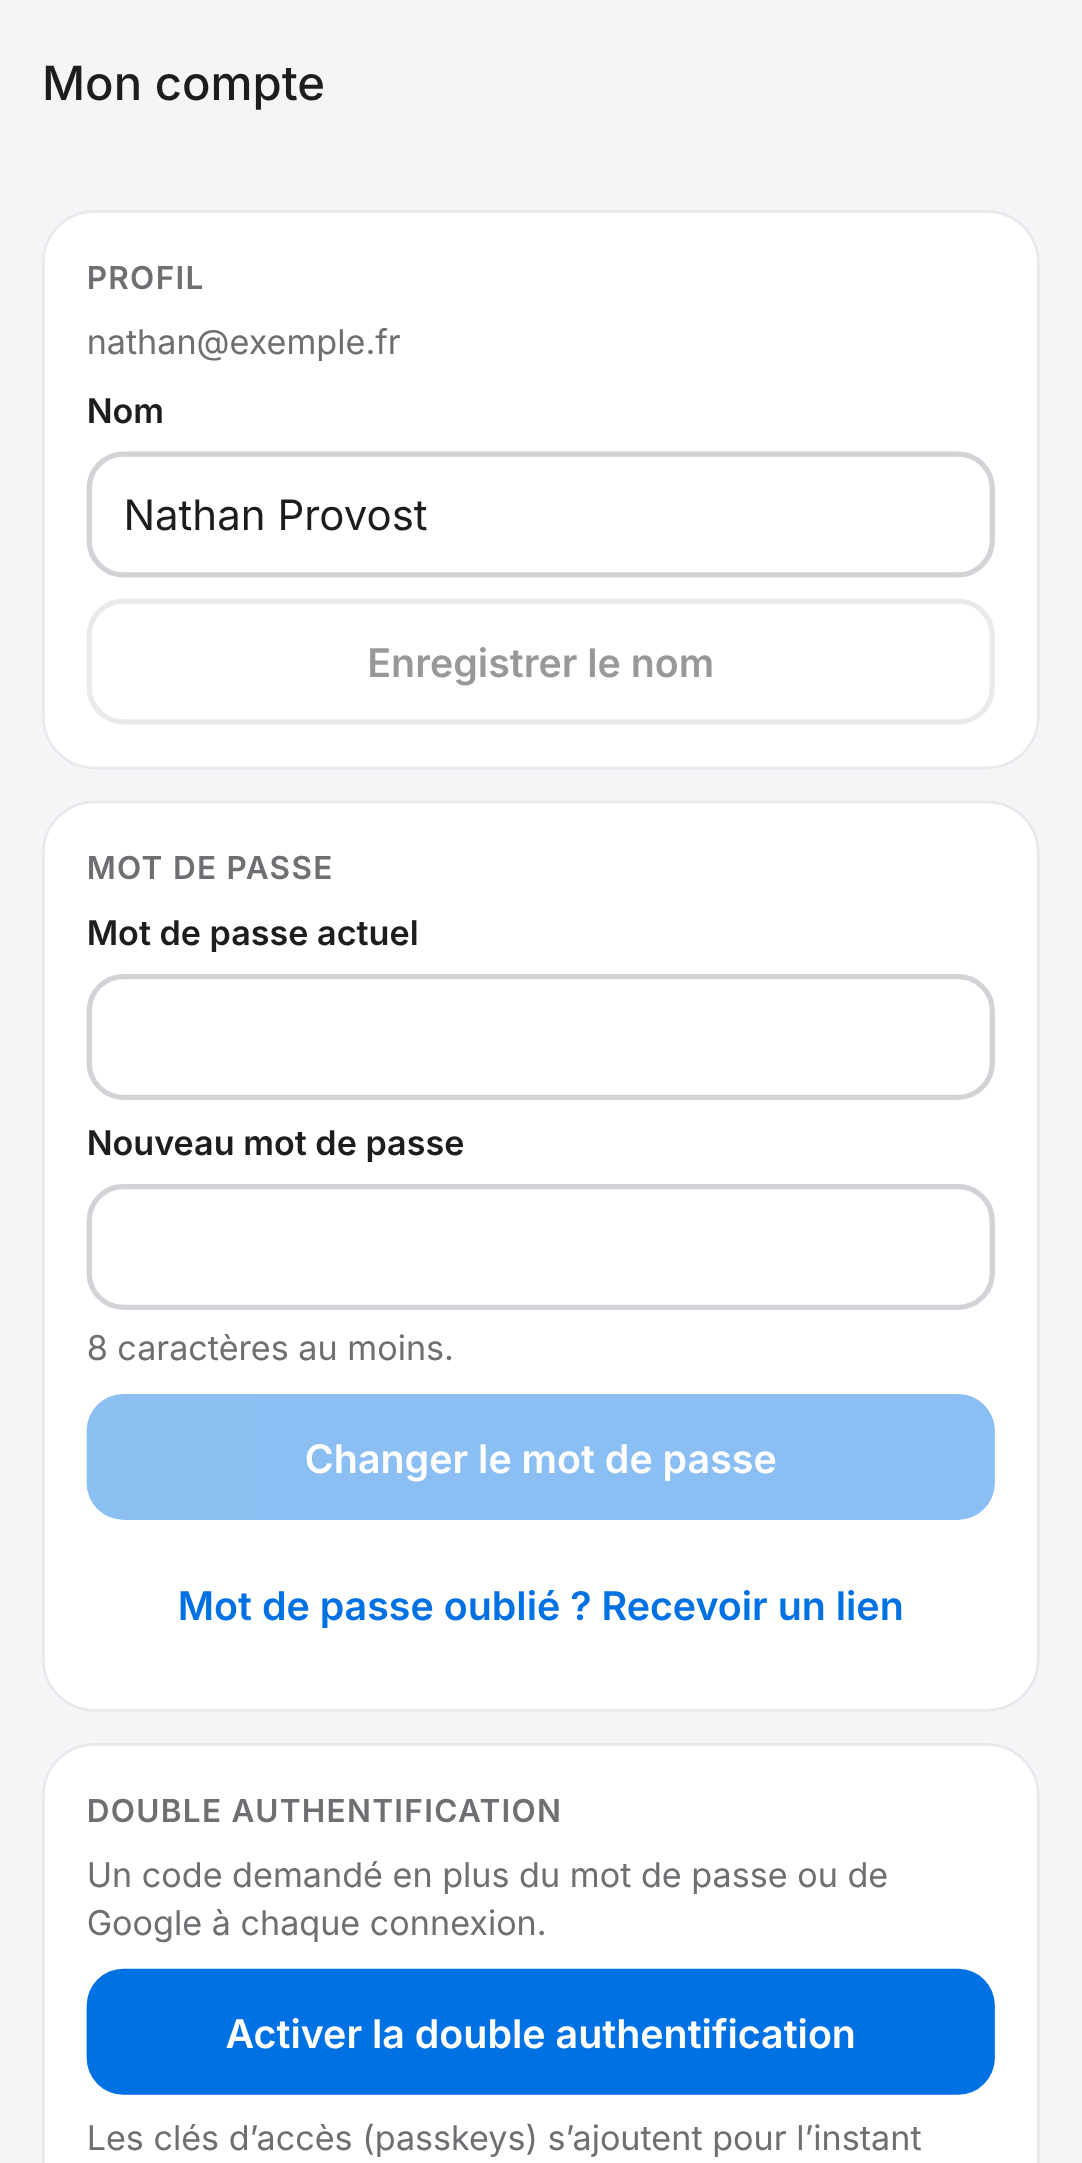 Mon compte
PROFIL
nathan@exemple.fr
Nom
Nathan Provost
Enregistrer le nom
MOT DE PASSE
Mot de passe actuel
Nouveau mot de passe
8 caractères au moins.
Changer le mot de passe
Mot de passe oublié ? Recevoir un lien
DOUBLE AUTHENTIFICATION
Un code demandé en plus du mot de passe ou de
Google à chaque connexion.
Activer la double authentification
Les clés d’accès (passkeys) s’ajoutent pour l’instant